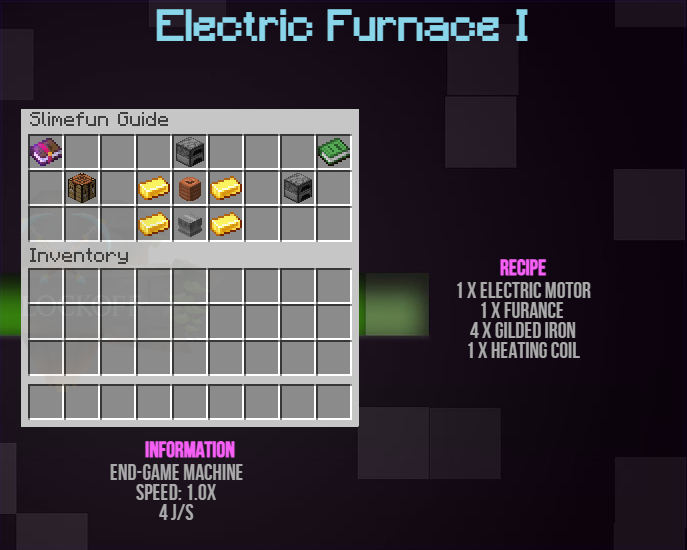 Electric Furnace I
Slimefun Guide
Inventory
LOCKOFF
RECIPE
1 X ELECTRIC MOTOR
1 X FURANCE
4 X GILDED IRON
1 X HEATING COIL
INFORMATION
END-GAME MACHINE
SPEED: 1.0X
4 J/S